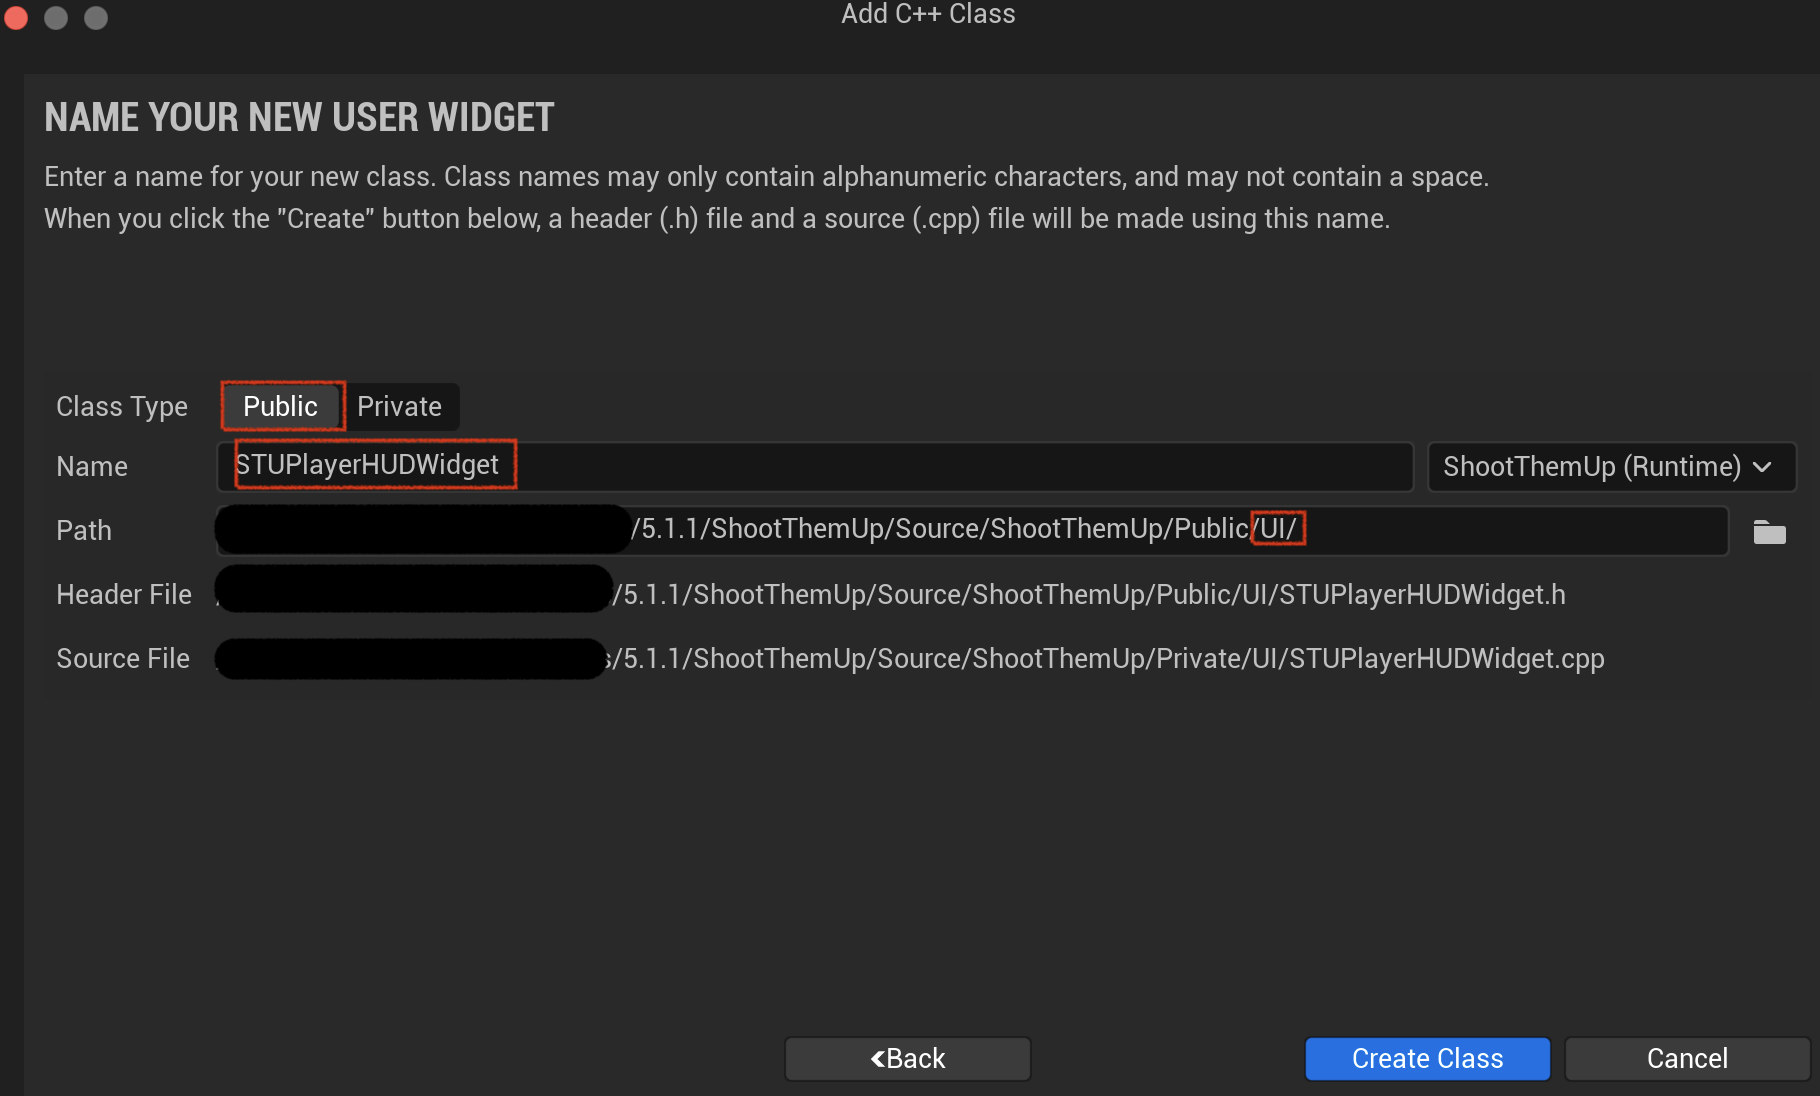 Add C++ Class
NAME YOUR NEW USER WIDGET
Enter a name for your new class. Class names may only contain alphanumeric characters, and may not contain a space.
When you click the "Create" button below, a header (.h) file and a source (.cpp) file will be made using this name.
Class Type Public Private
Name STUPlayerHUDWidget ShootThemUp (Runtime)
Path /5.1.1/ShootThemUp/Source/ShootThemUp/Public/UI/
Header File /5.1.1/ShootThemUp/Source/ShootThemUp/Public/UI/STUPlayerHUDWidget.h
Source File s/5.1.1/ShootThemUp/Source/ShootThemUp/Private/UI/STUPlayerHUDWidget.cpp
Back Create Class Cancel